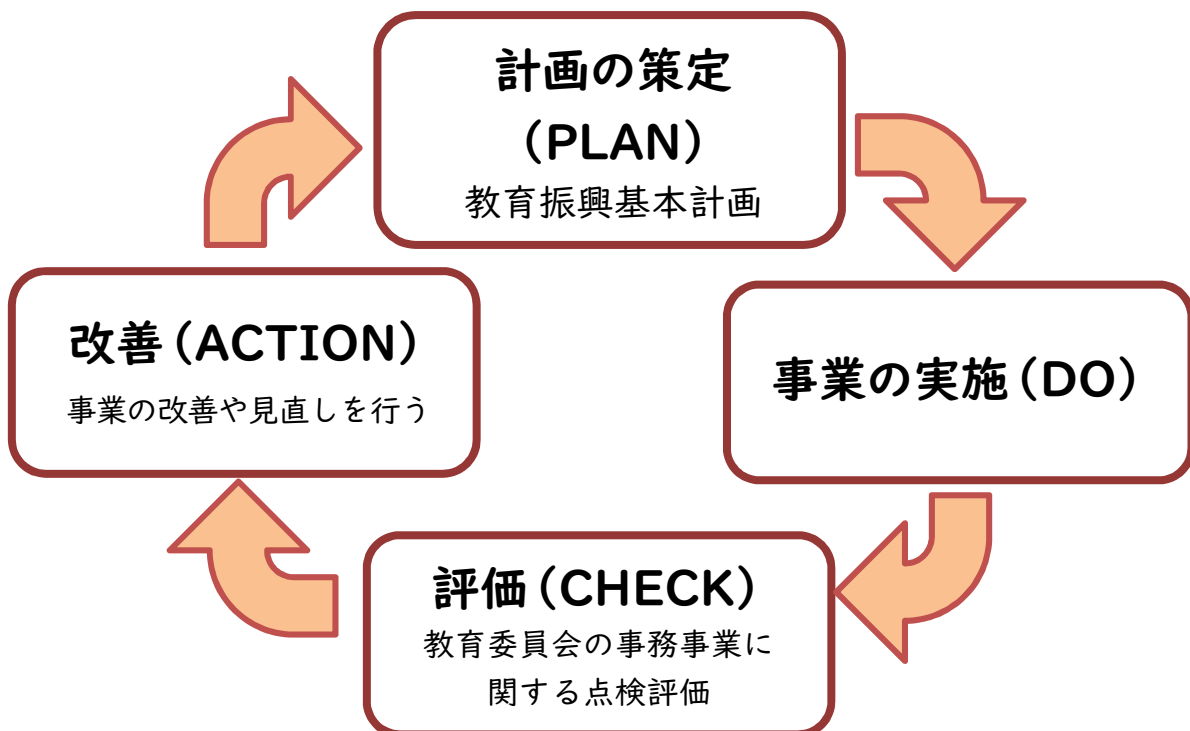 計画の策定
(PLAN)
教育振興基本計画
事業の実施(DO)
評価(CHECK)
教育委員会の事務事業に
関する点検評価
改善(ACTION)
事業の改善や見直しを行う